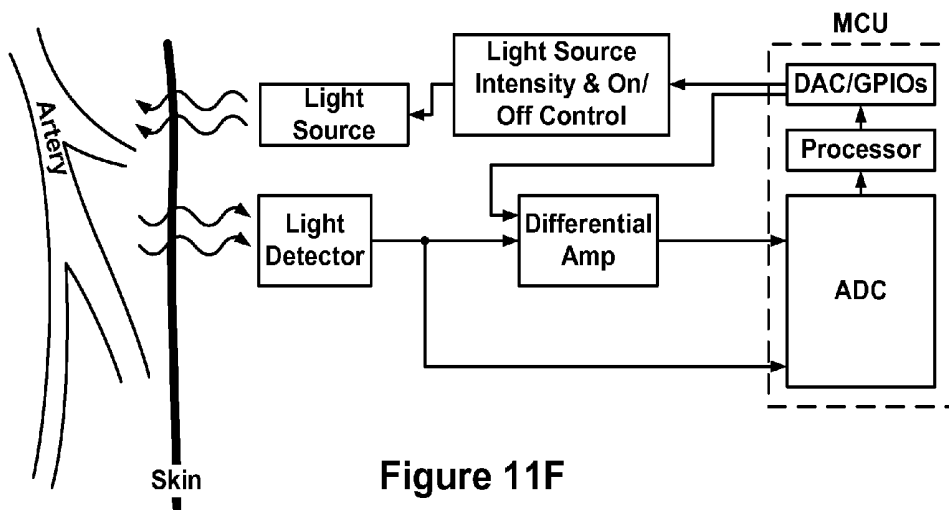 MCU
Light Source
Intensity & On/
Off Control
DAC/GPIOs
Light
Source
Processor
Artery
Light
Detector
Differential
Amp
ADC
Skin
Figure 11F